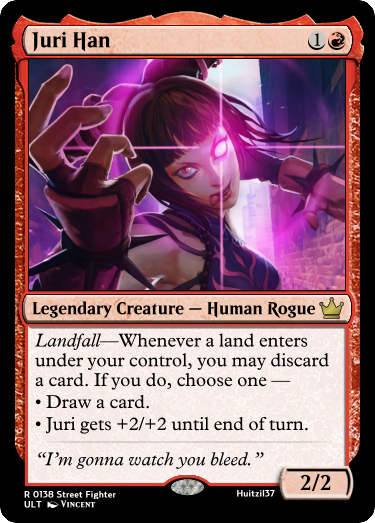 Juri Han 1
Legendary Creature — Human Rogue
Landfall—Whenever a land enters
under your control, you may discard
a card. If you do, choose one —
• Draw a card.
• Juri gets +2/+2 until end of turn.
“I’m gonna watch you bleed.”
2/2
R 0138 Street Fighter
ULT VINCENT
Huitzil37